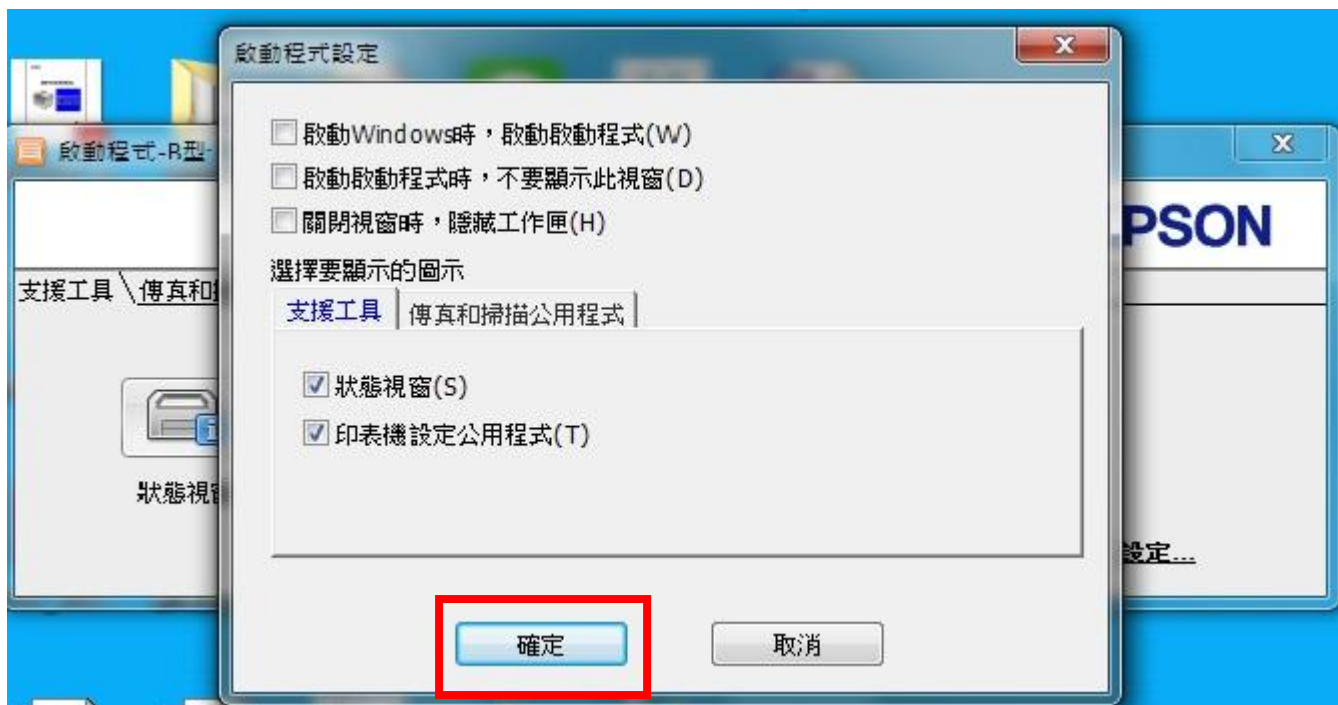 啟動程式設定
啟動Windows時，啟動啟動程式(W)
啟動啟動程式時，不要顯示此視窗(D)
關閉視窗時，隱藏工作匣(H)
選擇要顯示的圖示
支援工具
傳真和掃描公用程式
狀態視窗(S)
印表機設定公用程式(T)
確定
取消
啟動程式-R型-
PSON
支援工具
傳真和
狀態視
設定...